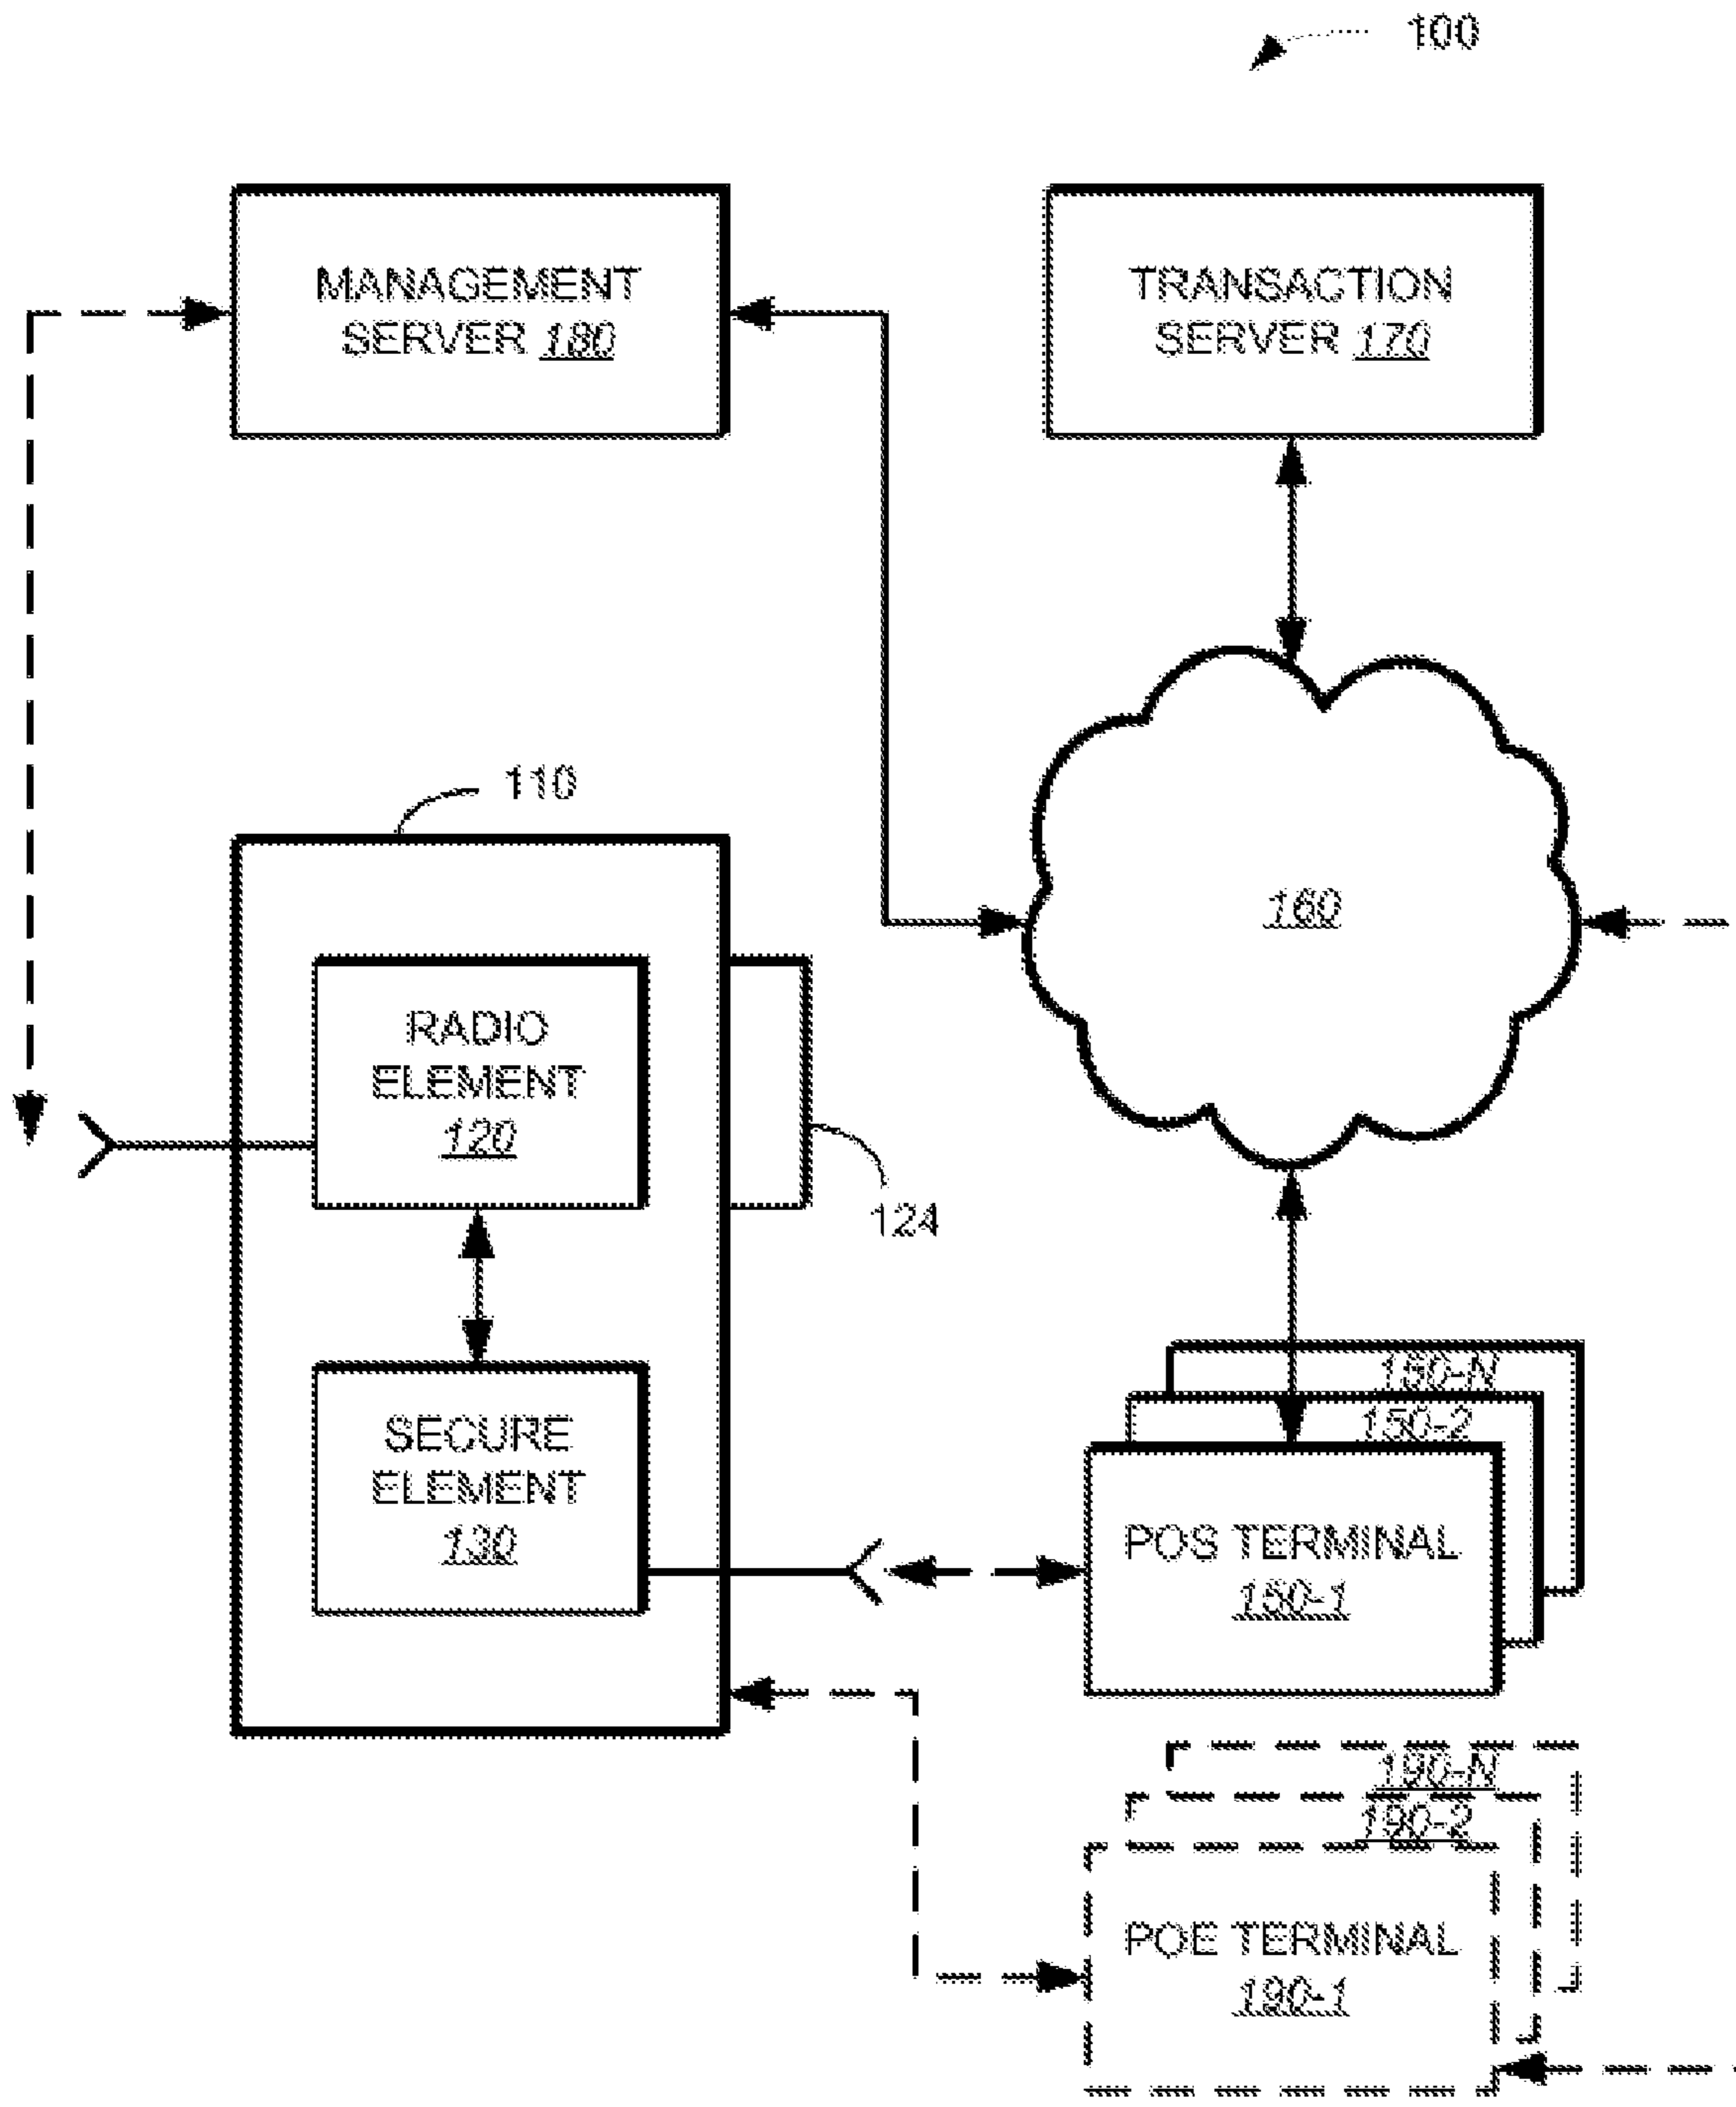 100
MANAGEMENT
SERVER 180
TRANSACTION
SERVER 170
110
160
RADIO
ELEMENT
120
124
SECURE
ELEMENT
130
150-N
150-2
POS TERMINAL
150-1
190-N
190-2
POE TERMINAL
190-1